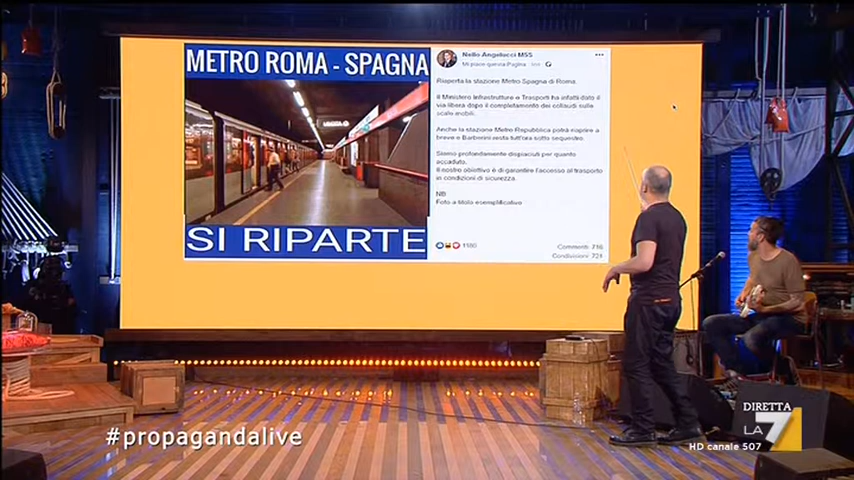 METRO ROMA - SPAGNA
SI RIPARTE
Nello Angelucci M5S
Mi piace questa Pagina
Riaperta la stazione Metro Spagna di Roma.
Il Ministero Infrastrutture e Trasporti ha infatti dato il
via libera dopo il completamento dei collaudi sulle
scale mobili.
Anche la stazione Metro Repubblica potrà riaprire a
breve e Barberini resta tutt'ora sotto sequestro.
Siamo profondamente dispiaciuti per quanto
accaduto.
Il nostro obiettivo è di garantire l'accesso al trasporto
in condizioni di sicurezza.
NB
Foto a titolo esemplificativo
1180
Commenti: 716
Condivisioni: 721
#propagandalive
DIRETTA
LA 7
HD canale 507